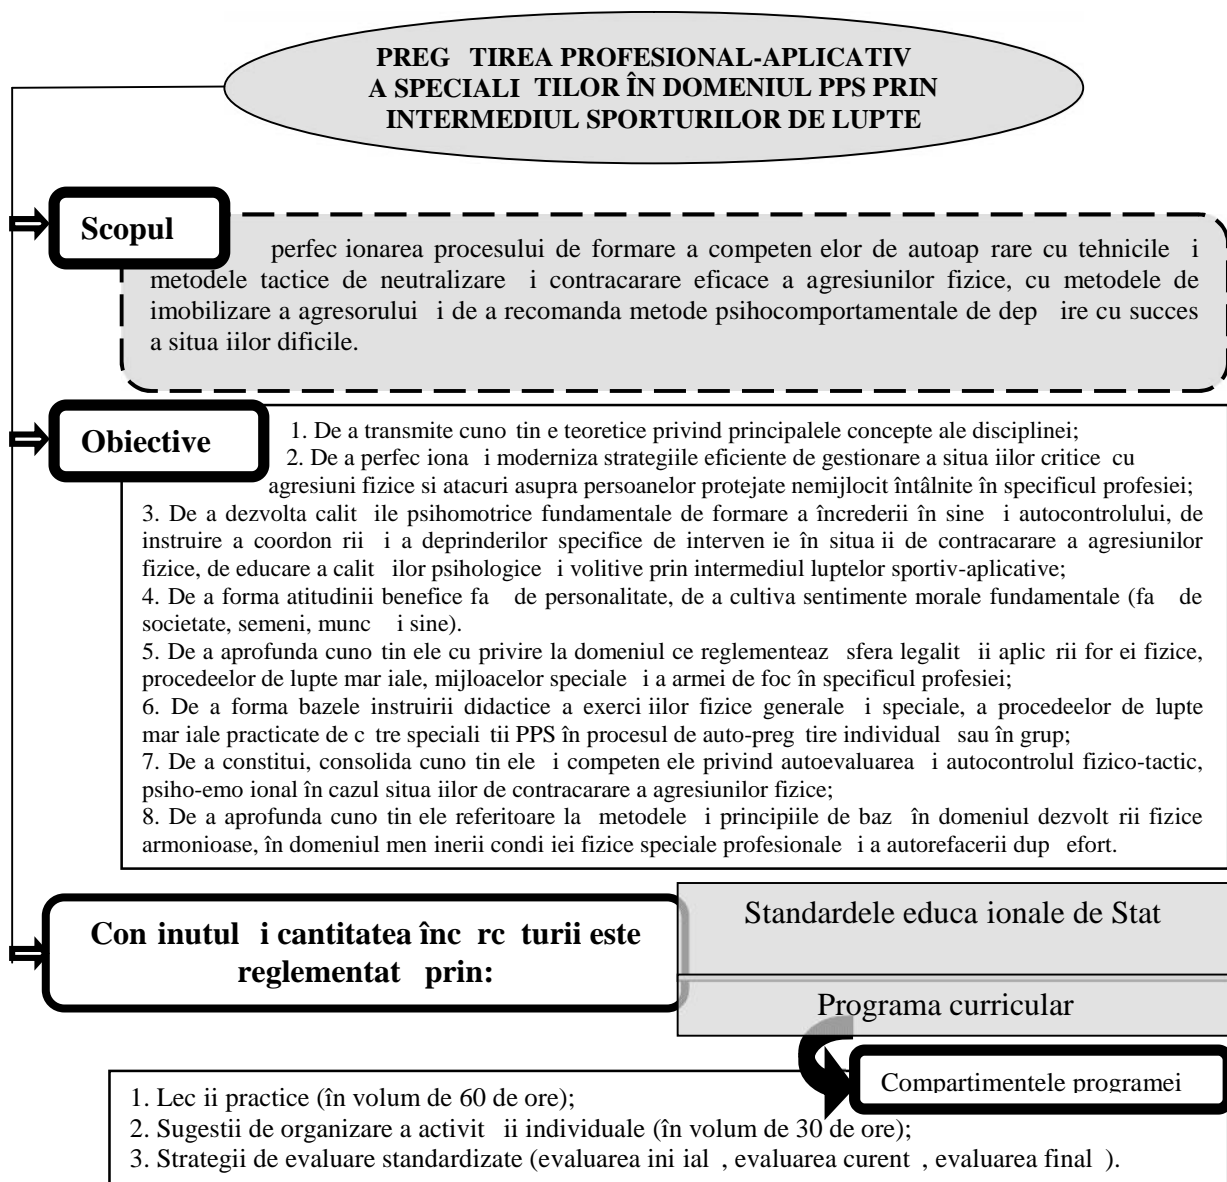 PREG TIREA PROFESIONAL-APLICATIV
A SPECIALI TILOR ÎN DOMENIUL PPS PRIN
INTERMEDIUL SPORTURILOR DE LUPTE
Scopul
perfec ionarea procesului de formare a competen elor de autoap rare cu tehnicile i
metodele tactice de neutralizare i contracarare eficace a agresiunilor fizice, cu metodele de
imobilizare a agresorului i de a recomanda metode psihocomportamentale de dep ire cu succes
a situa iilor dificile.
Obiective
1. De a transmite cuno tin e teoretice privind principalele concepte ale disciplinei;
2. De a perfec iona i moderniza strategiile eficiente de gestionare a situa iilor critice cu
agresiuni fizice si atacuri asupra persoanelor protejate nemijlocit întâlnite în specificul profesiei;
3. De a dezvolta calit ile psihomotrice fundamentale de formare a încrederii în sine i autocontrolului, de
instruire a coordon rii i a deprinderilor specifice de interven ie în situa ii de contracarare a agresiunilor
fizice, de educare a calit ilor psihologice i volitive prin intermediul luptelor sportiv-aplicative;
4. De a forma atitudinii benefice fa de personalitate, de a cultiva sentimente morale fundamentale (fa de
societate, semeni, munc i sine).
5. De a aprofunda cuno tin ele cu privire la domeniul ce reglementeaz sfera legalit ii aplic rii for ei fizice,
procedeelor de lupte mar iale, mijloacelor speciale i a armei de foc în specificul profesiei;
6. De a forma bazele instruirii didactice a exerci iilor fizice generale i speciale, a procedeelor de lupte
mar iale practicate de c tre speciali tii PPS în procesul de auto-preg tire individual sau în grup;
7. De a constitui, consolida cuno tin ele i competen ele privind autoevaluarea i autocontrolul fizico-tactic,
psiho-emo ional în cazul situa iilor de contracarare a agresiunilor fizice;
8. De a aprofunda cuno tin ele referitoare la metodele i principiile de baz în domeniul dezvolt rii fizice
armonioase, în domeniul men inerii condi iei fizice speciale profesionale i a autorefacerii dup efort.
Con inutul i cantitatea înc rc turii este
reglementat prin:
Standardele educa ionale de Stat
Programa curricular
Compartimentele programei
1. Lec ii practice (în volum de 60 de ore);
2. Sugestii de organizare a activit ii individuale (în volum de 30 de ore);
3. Strategii de evaluare standardizate (evaluarea ini ial , evaluarea curent , evaluarea final ).